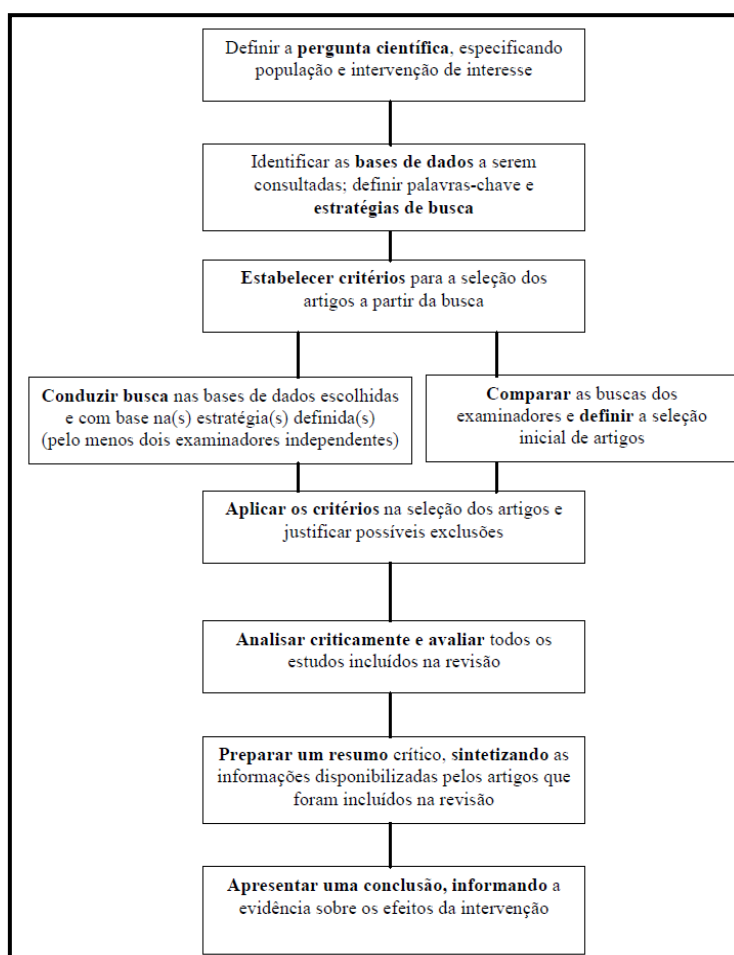 Definir a pergunta científica, especificando
população e intervenção de interesse
Identificar as bases de dados a serem
consultadas; definir palavras-chave e
estratégias de busca
Estabelecer critérios para a seleção dos
artigos a partir da busca
Conduzir busca nas bases de dados escolhidas
e com base na(s) estratégia(s) definida(s)
(pelo menos dois examinadores independentes)
Comparar as buscas dos
examinadores e definir a seleção
inicial de artigos
Aplicar os critérios na seleção dos artigos e
justificar possíveis exclusões
Analisar criticamente e avaliar todos os
estudos incluídos na revisão
Preparar um resumo crítico, sintetizando as
informações disponibilizadas pelos artigos que
foram incluídos na revisão
Apresentar uma conclusão, informando a
evidência sobre os efeitos da intervenção